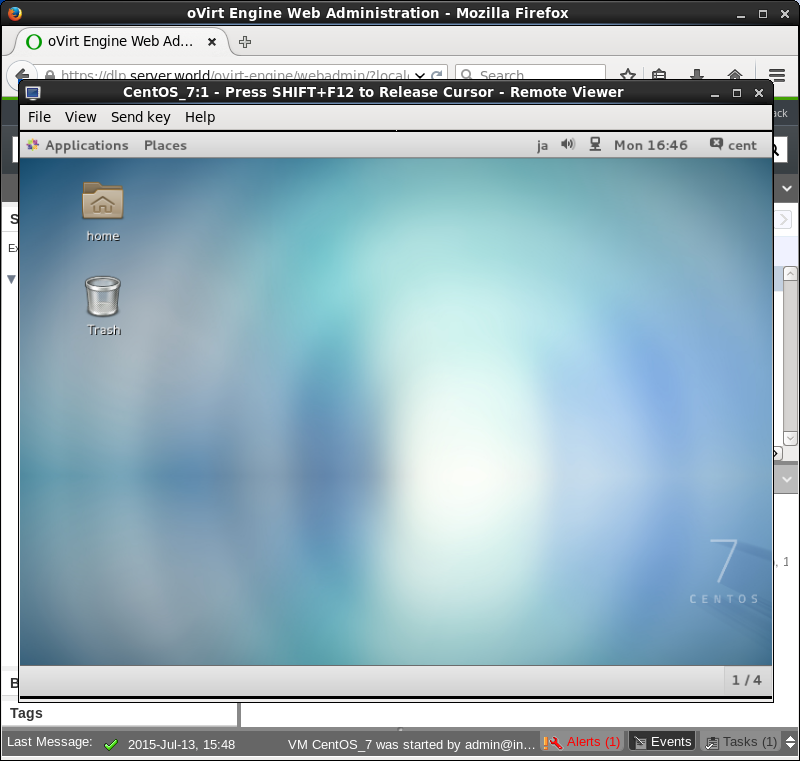 oVirt Engine Web Administration - Mozilla Firefox
oVirt Engine Web Ad...
https://dlp.server.world/ovirt-engine/webadmin/?local
Search
CentOS_7:1 - Press SHIFT+F12 to Release Cursor - Remote Viewer
File View Send key Help
Applications Places ja Mon 16:46 cent
home
Trash
7
CENTOS
1 / 4
Tags
Last Message: 2015-Jul-13, 15:48 VM CentOS_7 was started by admin@in... Alerts (1) Events Tasks (1)